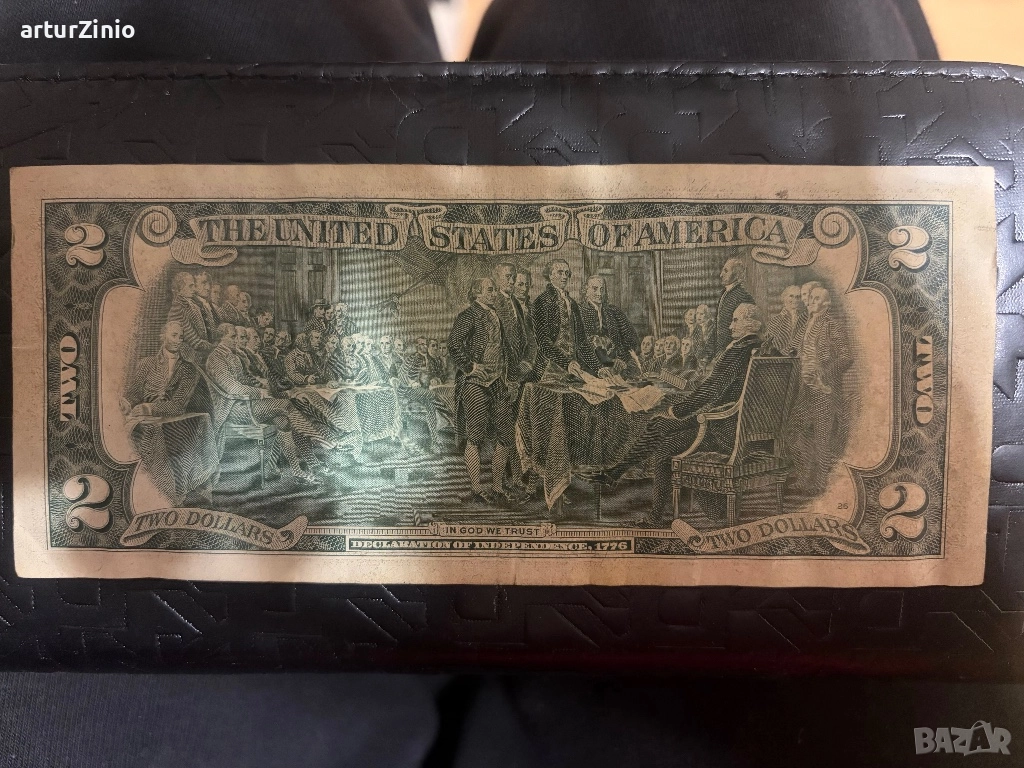 arturZinio
THE UNITED STATES OF AMERICA
2
2
TWO
TWO
2
2
26
TWO DOLLARS
IN GOD WE TRUST
TWO DOLLARS
DECLARATION OF INDEPENDENCE, 1776
BAZAR